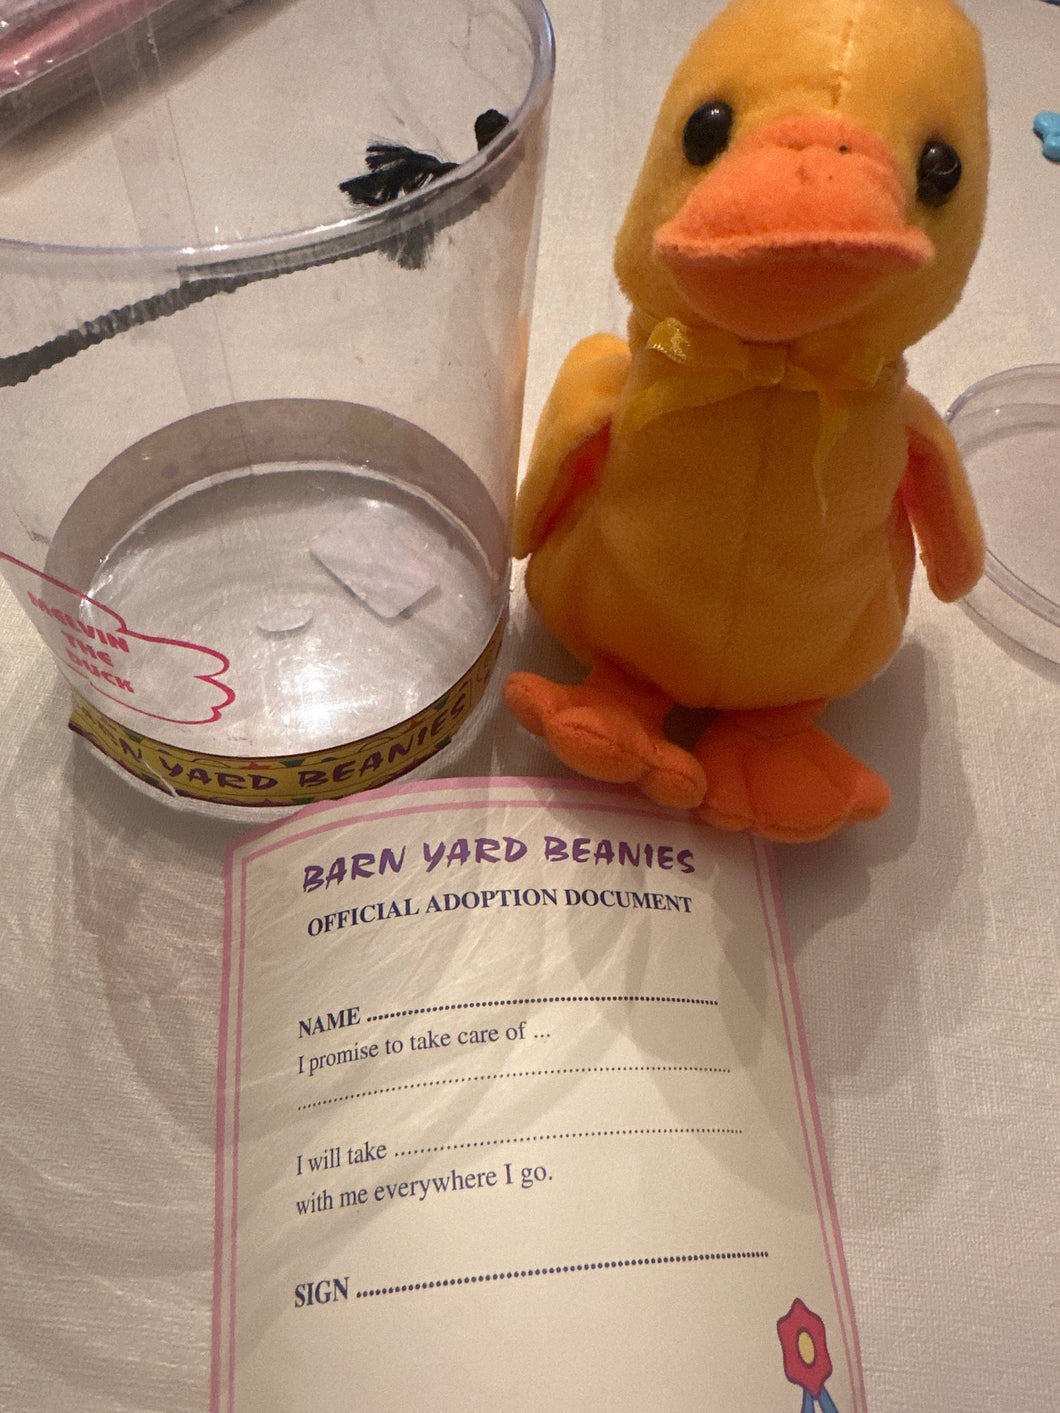 MELVIN
THE
DUCK
RN YARD BEANIES
BARN YARD BEANIES
OFFICIAL ADOPTION DOCUMENT
NAME ........................................................
I promise to take care of ...
........................................................................
I will take ........................................................
with me everywhere I go.
SIGN ................................................................